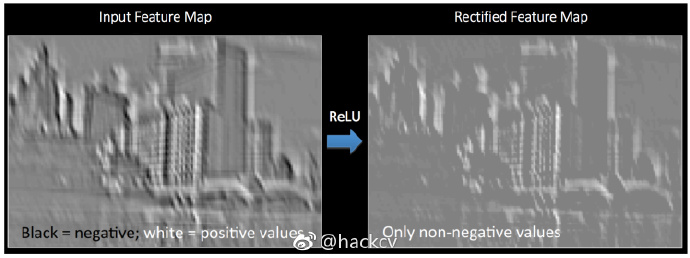 Input Feature Map
Rectified Feature Map
ReLU
Black = negative; white = positive values
Only non-negative values
@hackcv